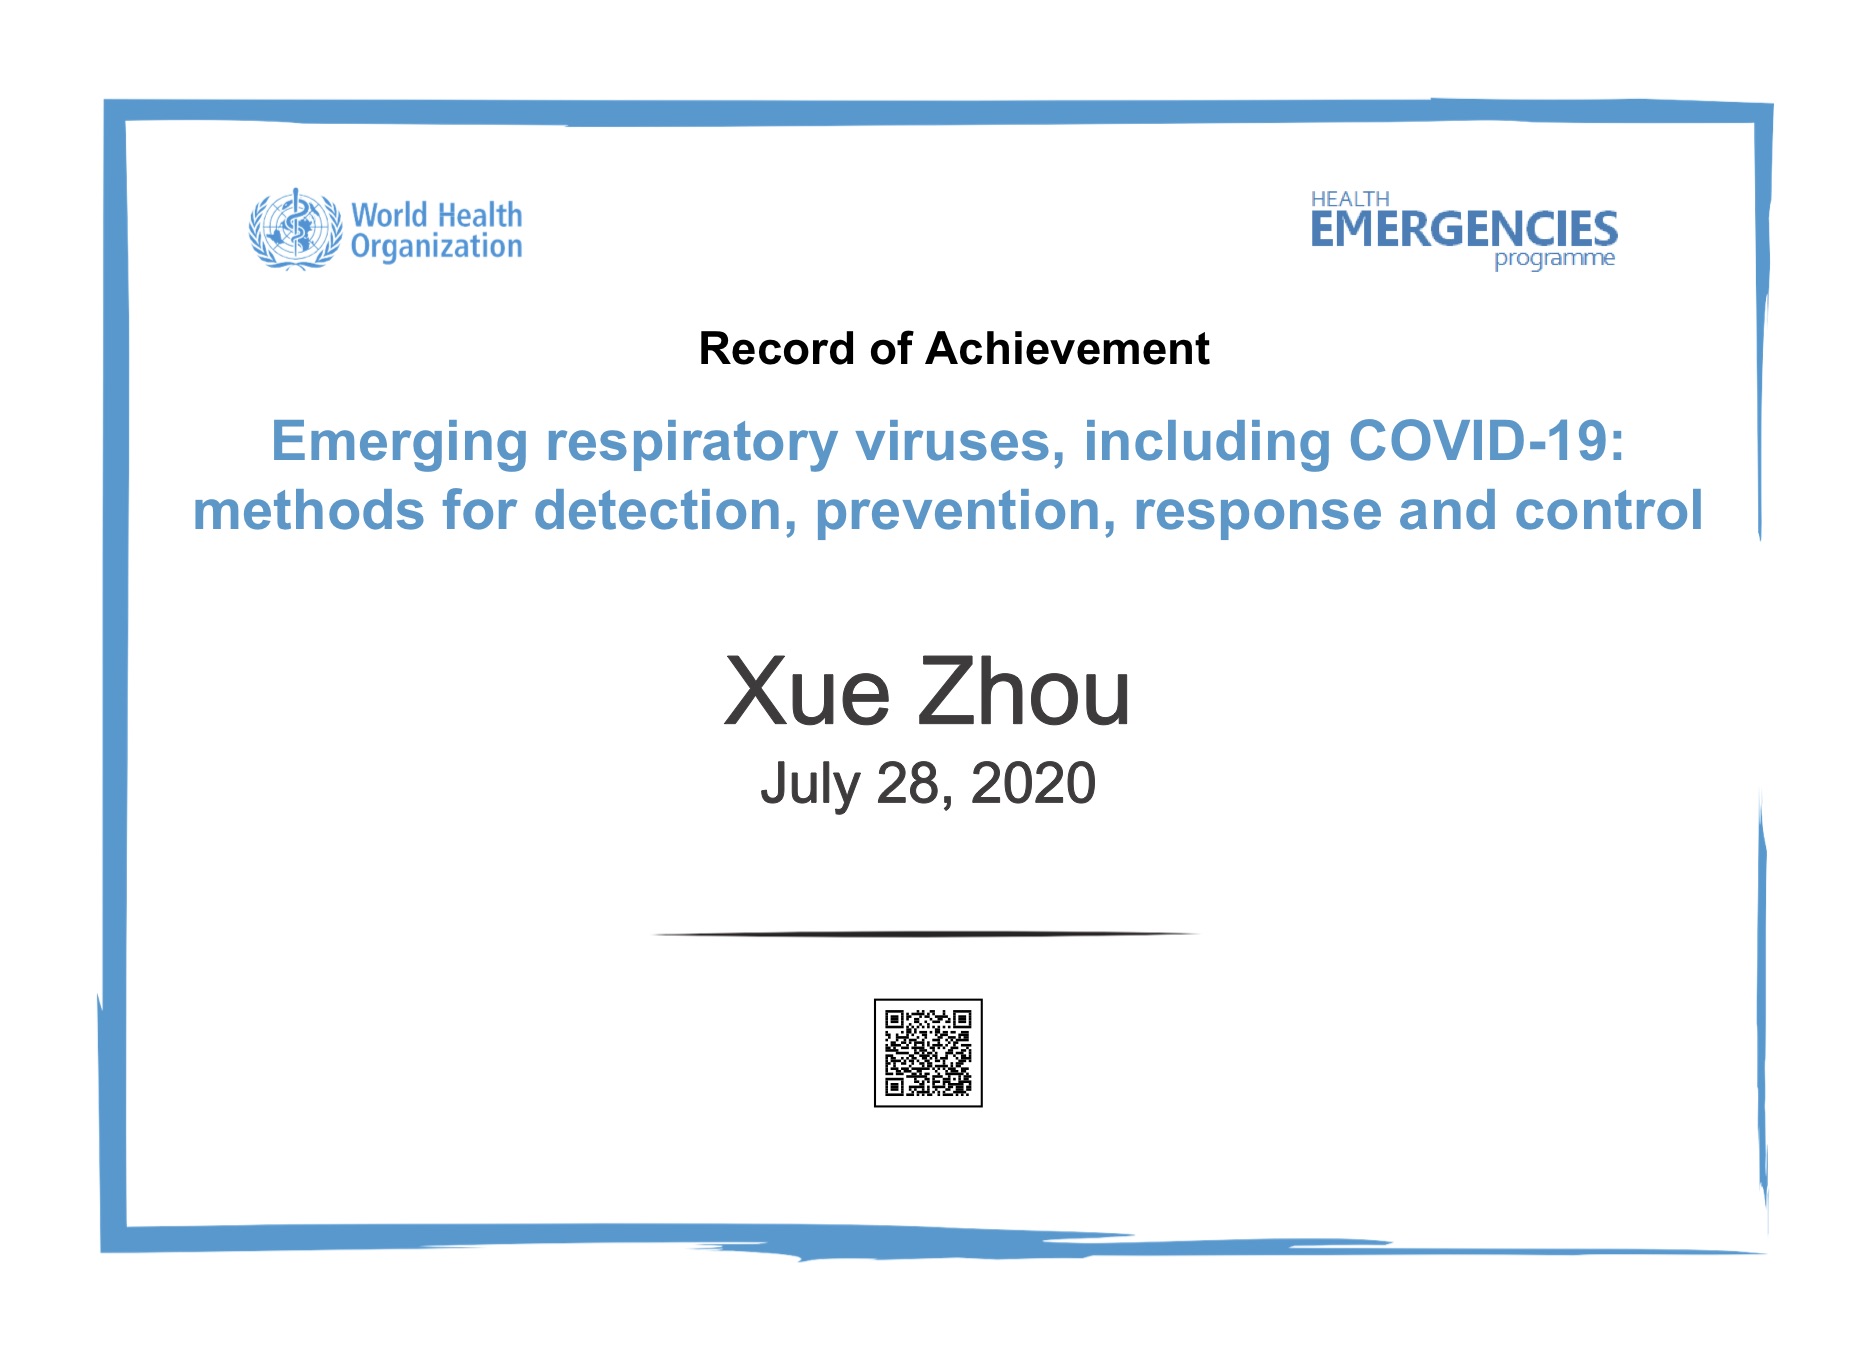 World Health
Organization
HEALTH
EMERGENCIES
programme
Record of Achievement
Emerging respiratory viruses, including COVID-19:
methods for detection, prevention, response and control
Xue Zhou
July 28, 2020